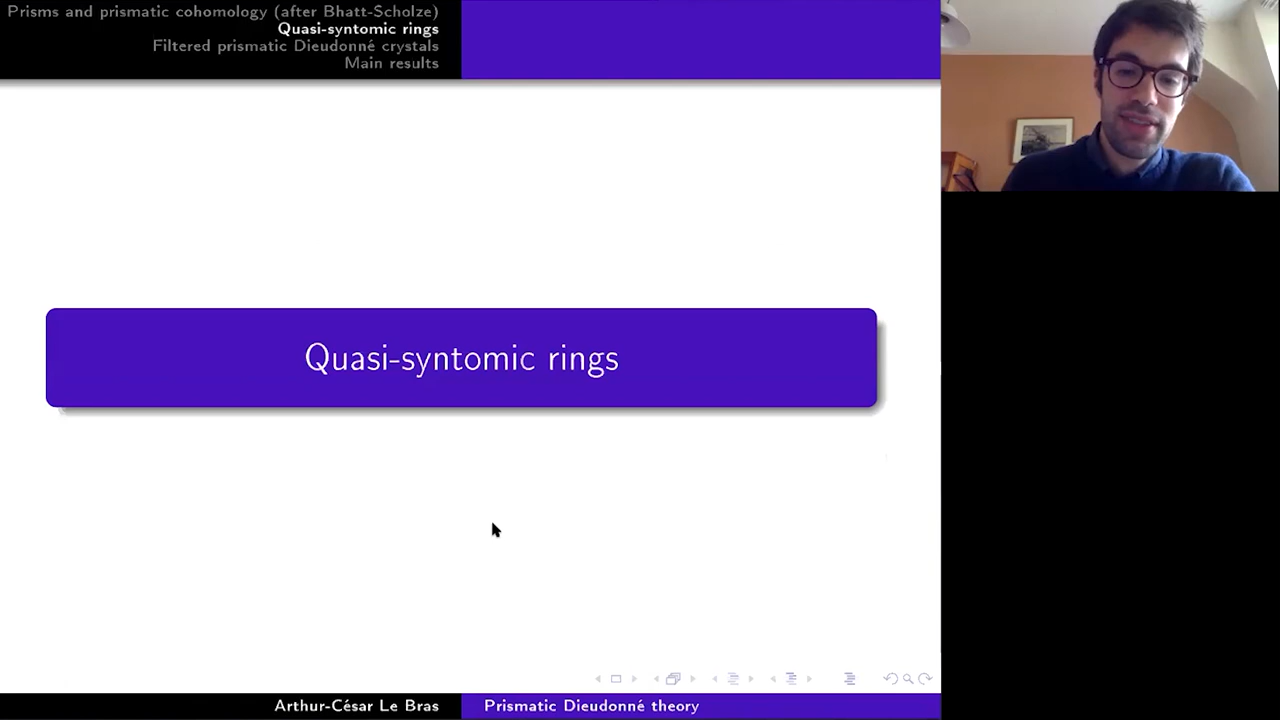 Prisms and prismatic cohomology (after Bhatt-Scholze)
Quasi-syntomic rings
Filtered prismatic Dieudonné crystals
Main results
Quasi-syntomic rings
Arthur-César Le Bras
Prismatic Dieudonné theory